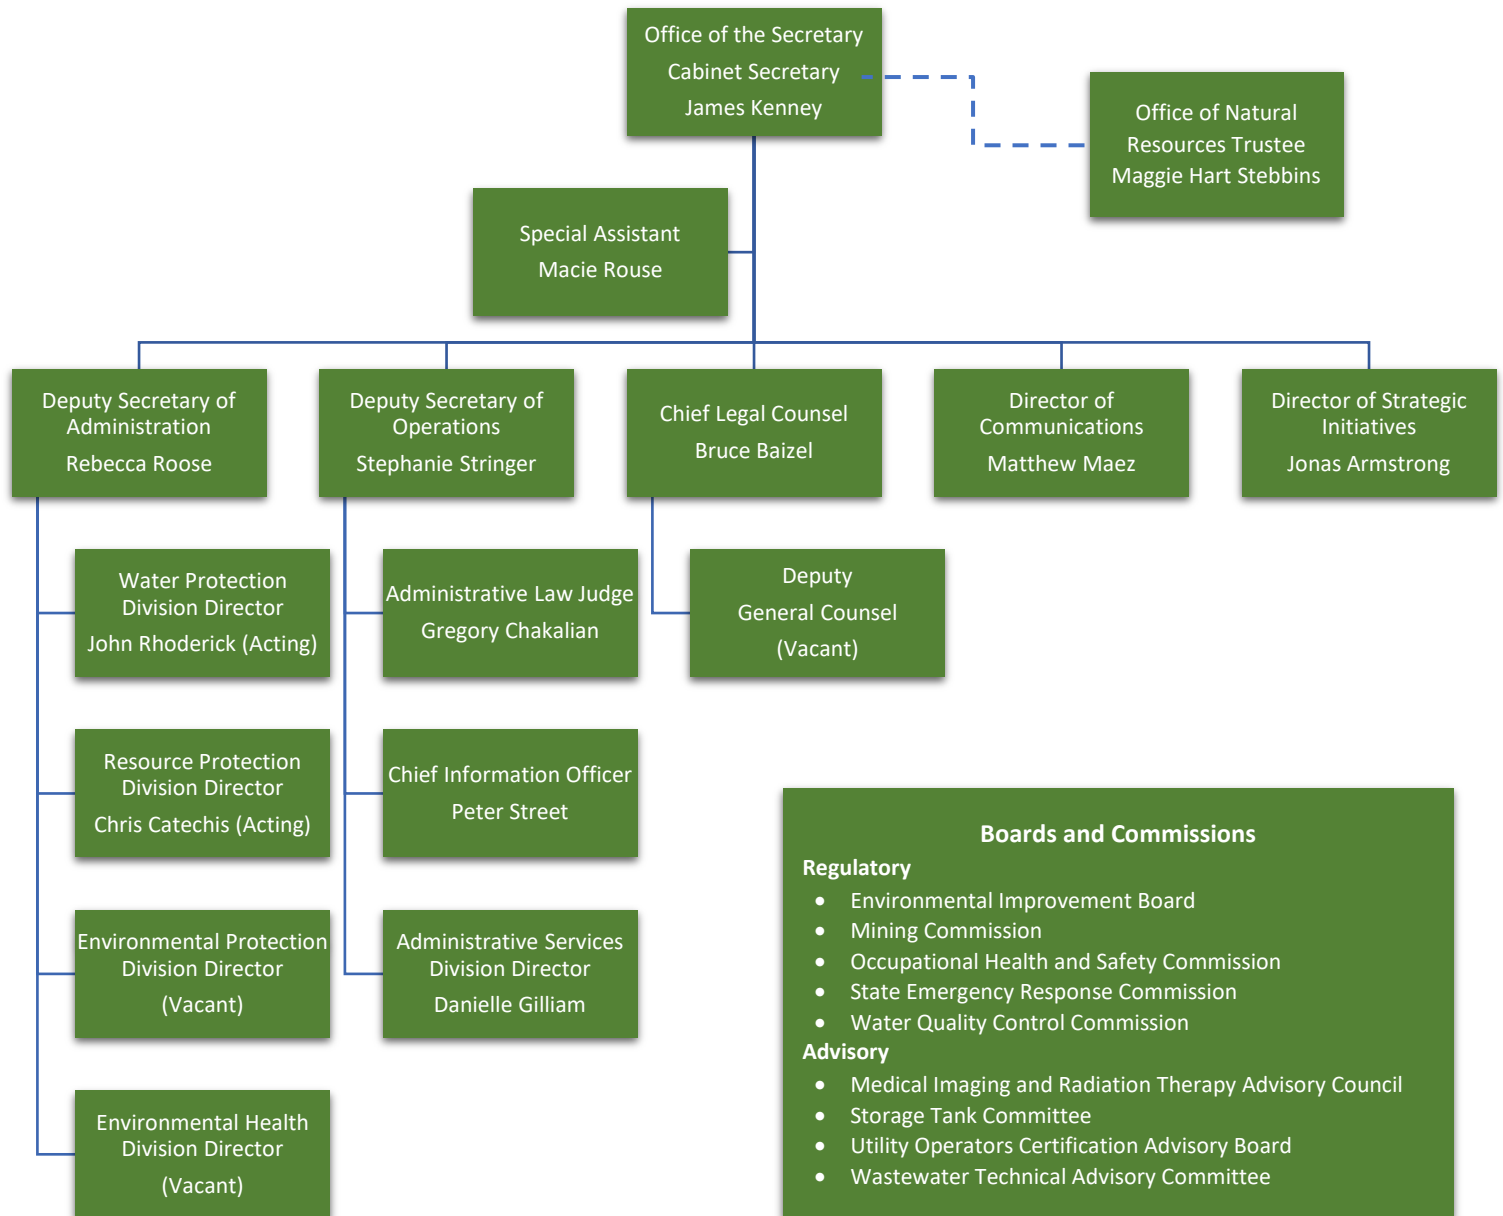 Office of the Secretary
Cabinet Secretary
James Kenney
Office of Natural
Resources Trustee
Maggie Hart Stebbins
Special Assistant
Macie Rouse
Deputy Secretary of
Administration
Rebecca Roose
Deputy Secretary of
Operations
Stephanie Stringer
Chief Legal Counsel
Bruce Baizel
Director of
Communications
Matthew Maez
Director of Strategic
Initiatives
Jonas Armstrong
Water Protection
Division Director
John Rhoderick (Acting)
Administrative Law Judge
Gregory Chakalian
Deputy
General Counsel
(Vacant)
Resource Protection
Division Director
Chris Catechis (Acting)
Chief Information Officer
Peter Street
Environmental Protection
Division Director
(Vacant)
Administrative Services
Division Director
Danielle Gilliam
Environmental Health
Division Director
(Vacant)
Boards and Commissions
Regulatory
• Environmental Improvement Board
• Mining Commission
• Occupational Health and Safety Commission
• State Emergency Response Commission
• Water Quality Control Commission
Advisory
• Medical Imaging and Radiation Therapy Advisory Council
• Storage Tank Committee
• Utility Operators Certification Advisory Board
• Wastewater Technical Advisory Committee